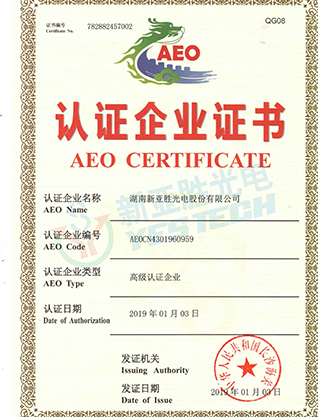 证书编号 782882457002 QG08
Certificate No.
AEO
认证企业证书
AEO CERTIFICATE
新亚胜光电
YES TECH
认证企业名称 湖南新亚胜光电股份有限公司
AEO Name
认证企业编号 AEOCN4301960959
AEO Code
认证企业类型 高级认证企业
AEO Type
认证日期 2019 年 01 月 03 日
Date of Authorization
发证机关
Issuing Authority
发证日期 2019 年 01 月 03 日
Date of Issue
中华人民共和国长沙海关